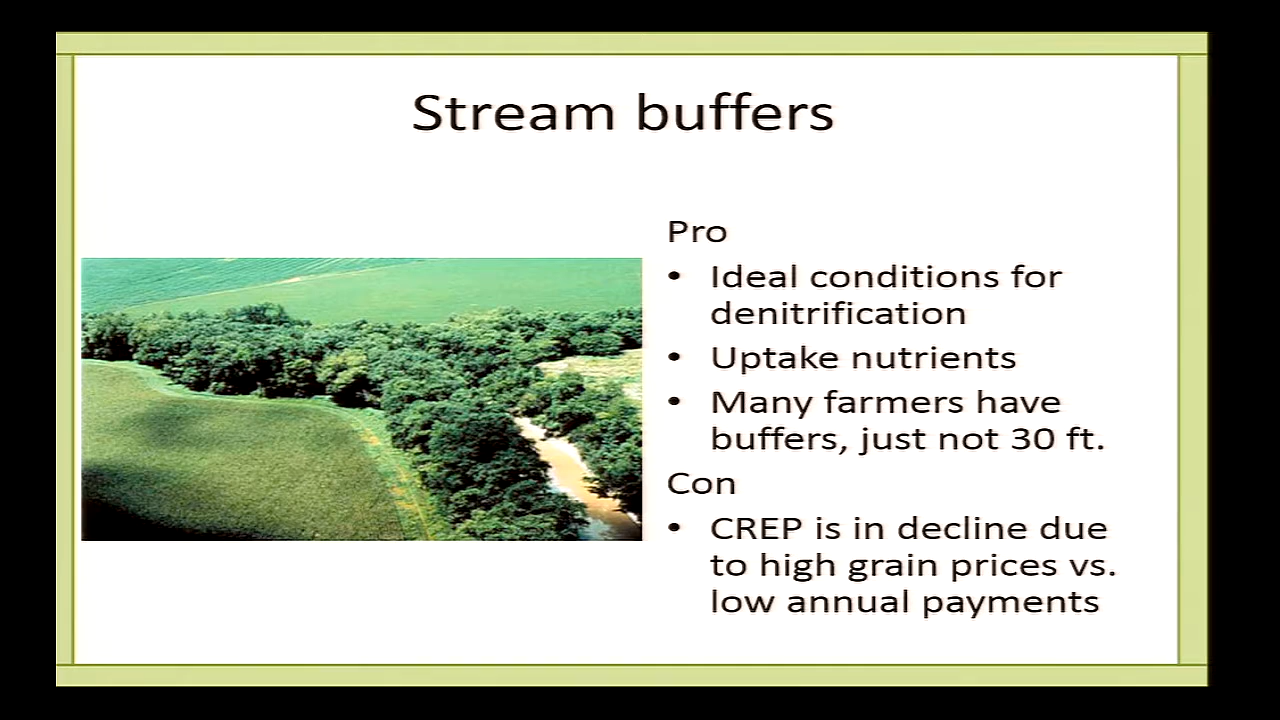 Stream buffers
Pro
• Ideal conditions for
denitrification
• Uptake nutrients
• Many farmers have
buffers, just not 30 ft.
Con
• CREP is in decline due
to high grain prices vs.
low annual payments